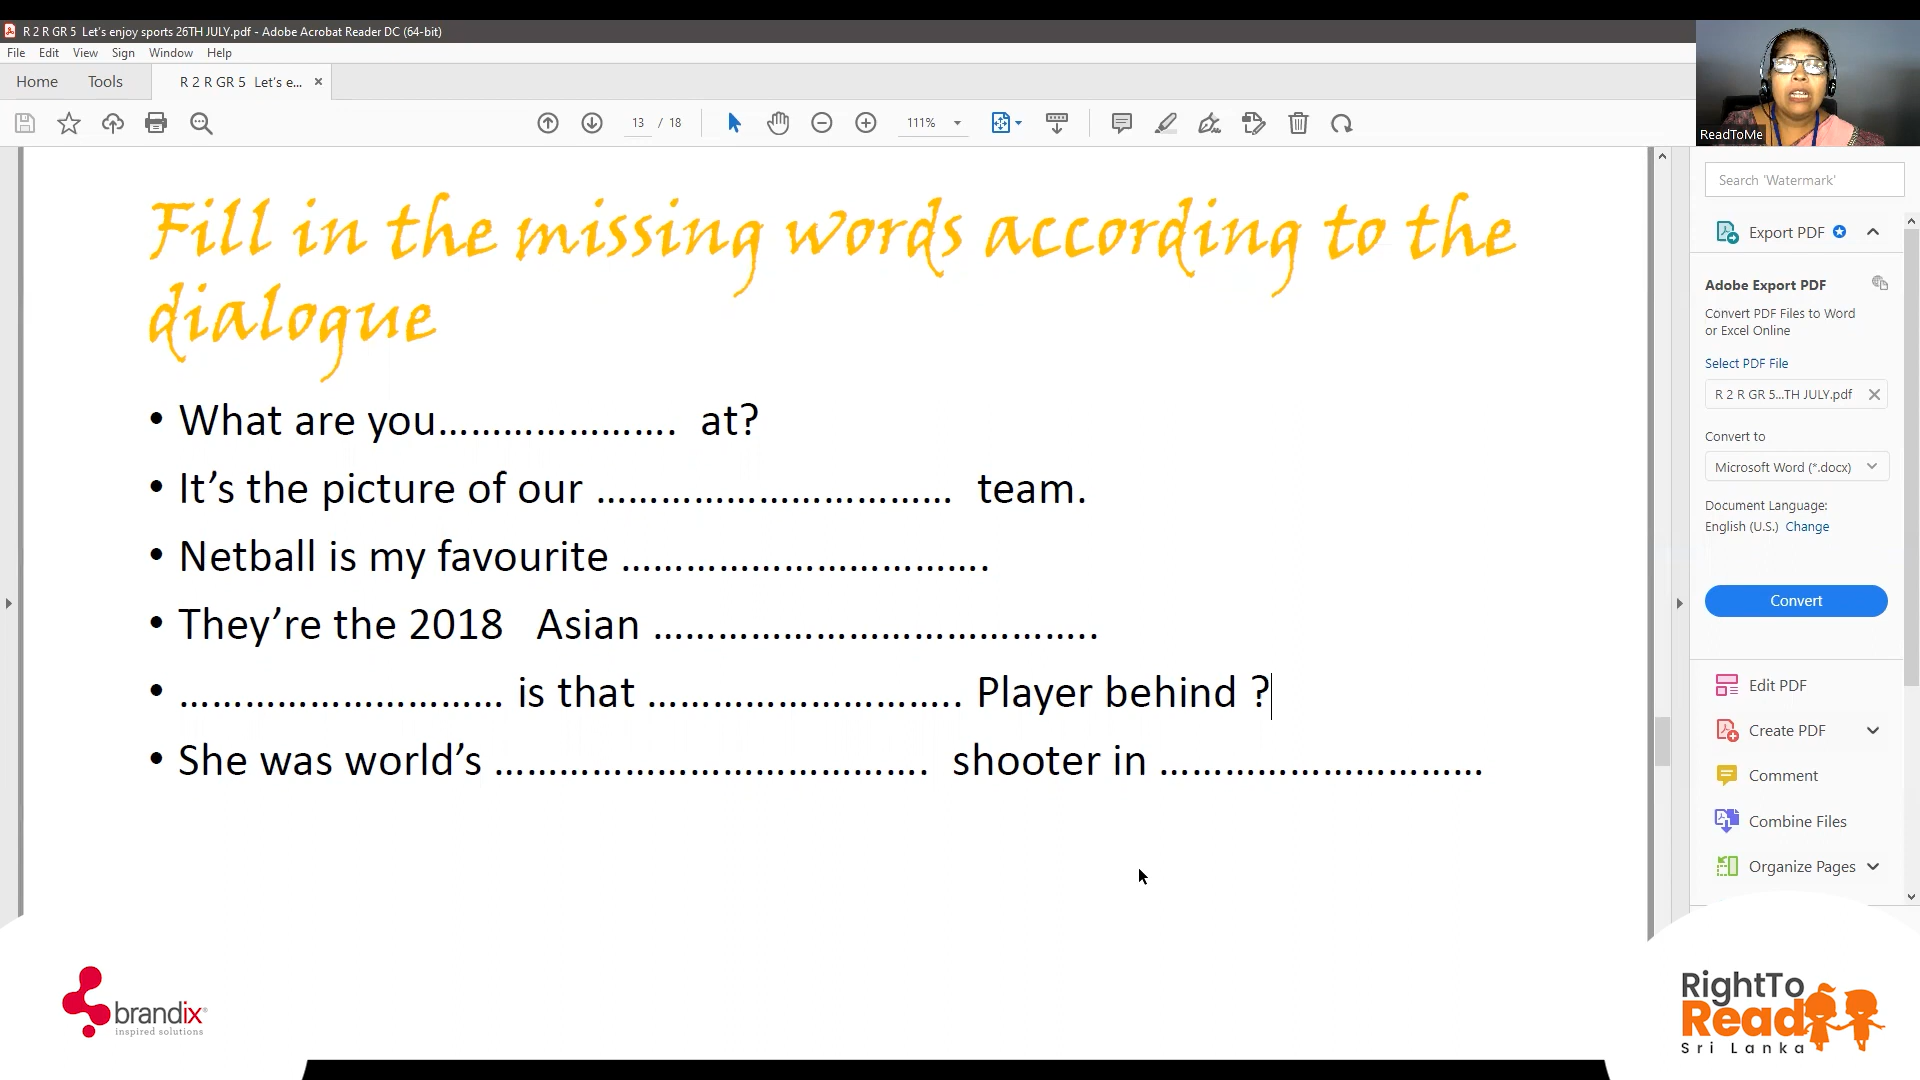 R 2 R GR 5 Let's enjoy sports 26TH JULY.pdf - Adobe Acrobat Reader DC (64-bit)
File Edit View Sign Window Help
Home Tools R 2 R GR 5 Let's e... ×
13 / 18 111%
ReadToMe
Fill in the missing words according to the
dialogue
• What are you…………………. at?
• It’s the picture of our …………………………… team.
• Netball is my favourite …………………………….
• They’re the 2018 Asian …………………………………..
• ………………………… is that ……………………….. Player behind ?
• She was world’s …………………………………. shooter in …………………………
Search 'Watermark'
Export PDF
Adobe Export PDF
Convert PDF Files to Word
or Excel Online
Select PDF File
R 2 R GR 5...TH JULY.pdf
Convert to
Microsoft Word (*.docx)
Document Language:
English (U.S.) Change
Convert
Edit PDF
Create PDF
Comment
Combine Files
Organize Pages
brandix
inspired solutions
RightTo
Read
Sri Lanka